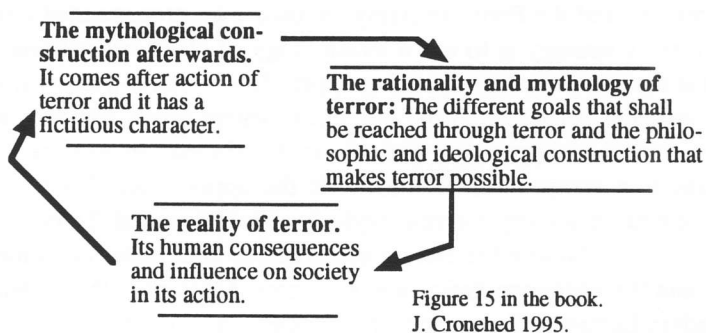 The mythological con-
struction afterwards.
It comes after action of
terror and it has a
fictitious character.
The rationality and mythology of
terror: The different goals that shall
be reached through terror and the philo-
sophic and ideological construction that
makes terror possible.
The reality of terror.
Its human consequences
and influence on society
in its action.
Figure 15 in the book.
J. Cronehed 1995.